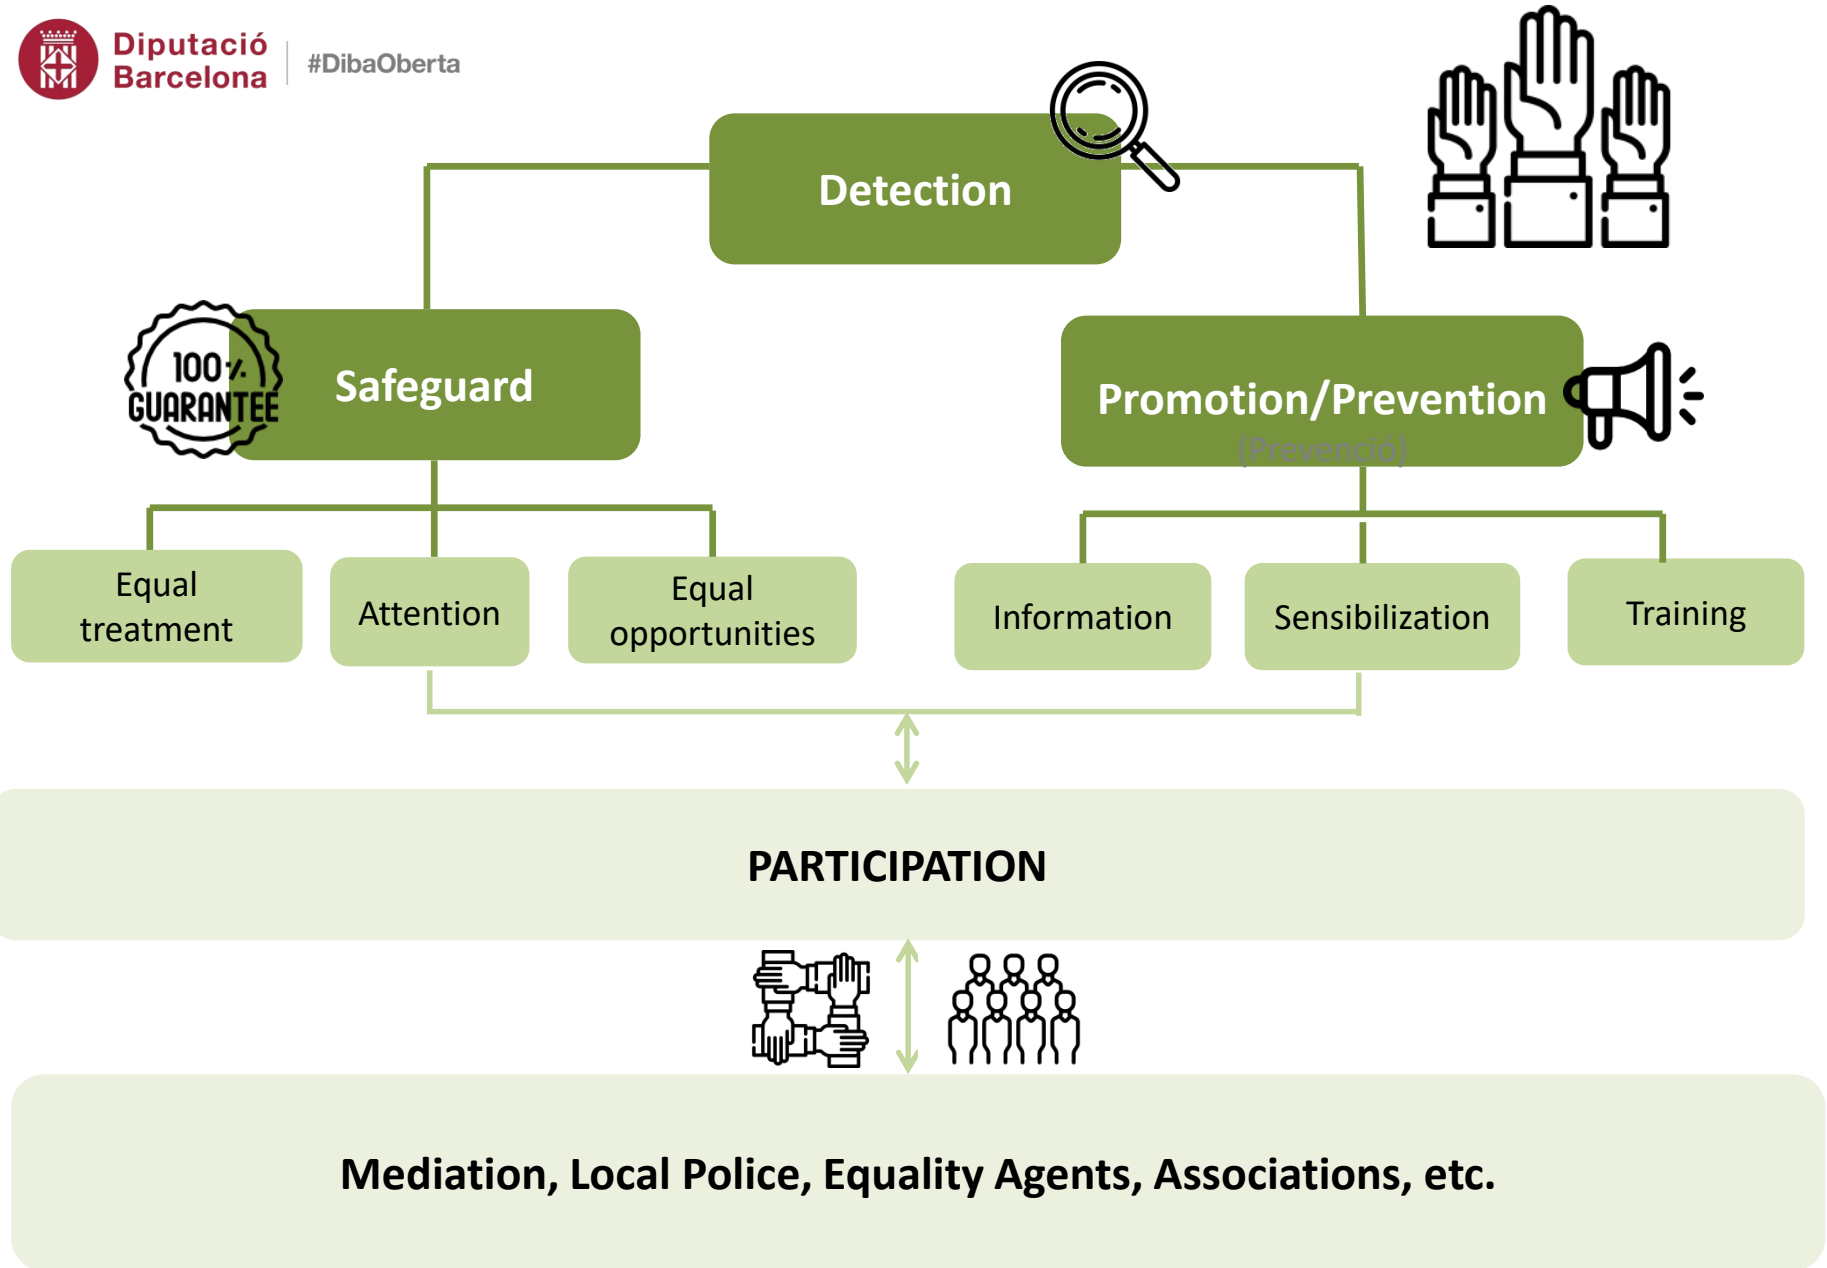 Diputació
Barcelona
#DibaOberta
Detection
100%
GUARANTEE
Safeguard
Promotion/Prevention
(Prevenció)
Equal
treatment
Attention
Equal
opportunities
Information
Sensibilization
Training
PARTICIPATION
Mediation, Local Police, Equality Agents, Associations, etc.